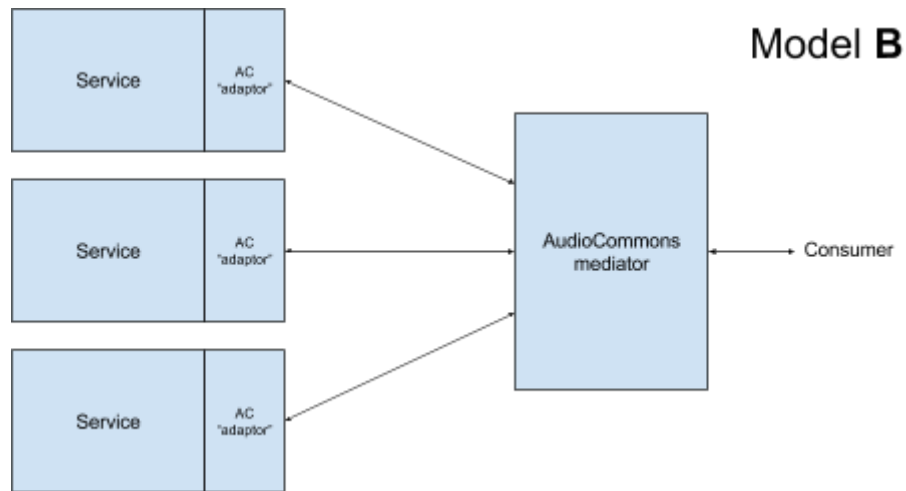 Model B
Service
AC
"adaptor"
Service
AC
"adaptor"
AudioCommons
mediator
Consumer
Service
AC
"adaptor"